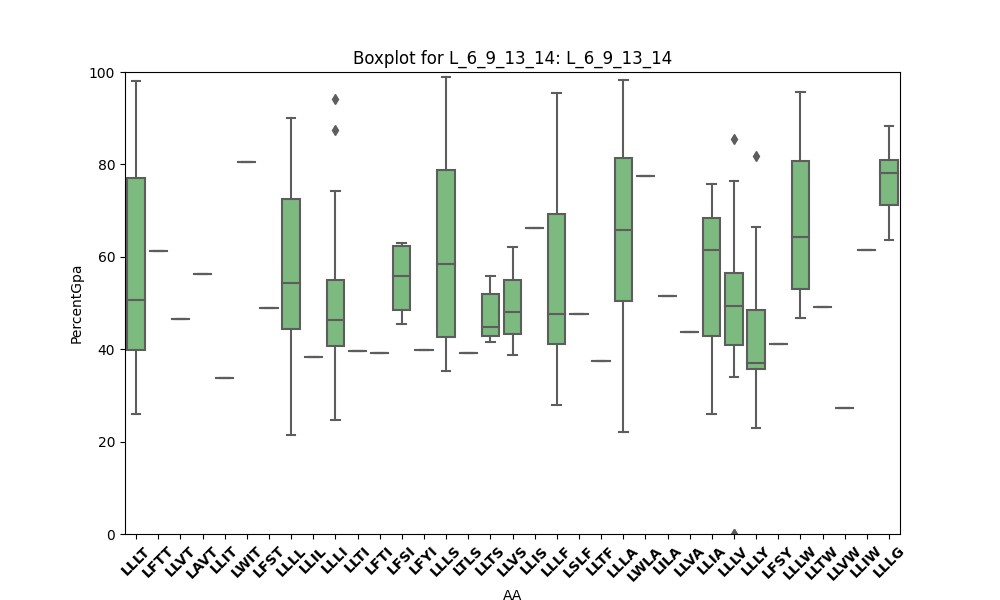 Boxplot for L_6_9_13_14: L_6_9_13_14
PercentGpa
100
80
60
40
20
0
LLLT LFTT LLVT LAVT LLIT LWIT LFST LLLL LLIL LLLI LLTI LFTI LFSI LFYI LLLS LTLS LLTS LLVS LLIS LLLF LSLF LLTF LLLA LWLA LILA LLVA LLIA LLLV LLLY LFSY LLLW LLTW LLVW LLIW LLLG
AA